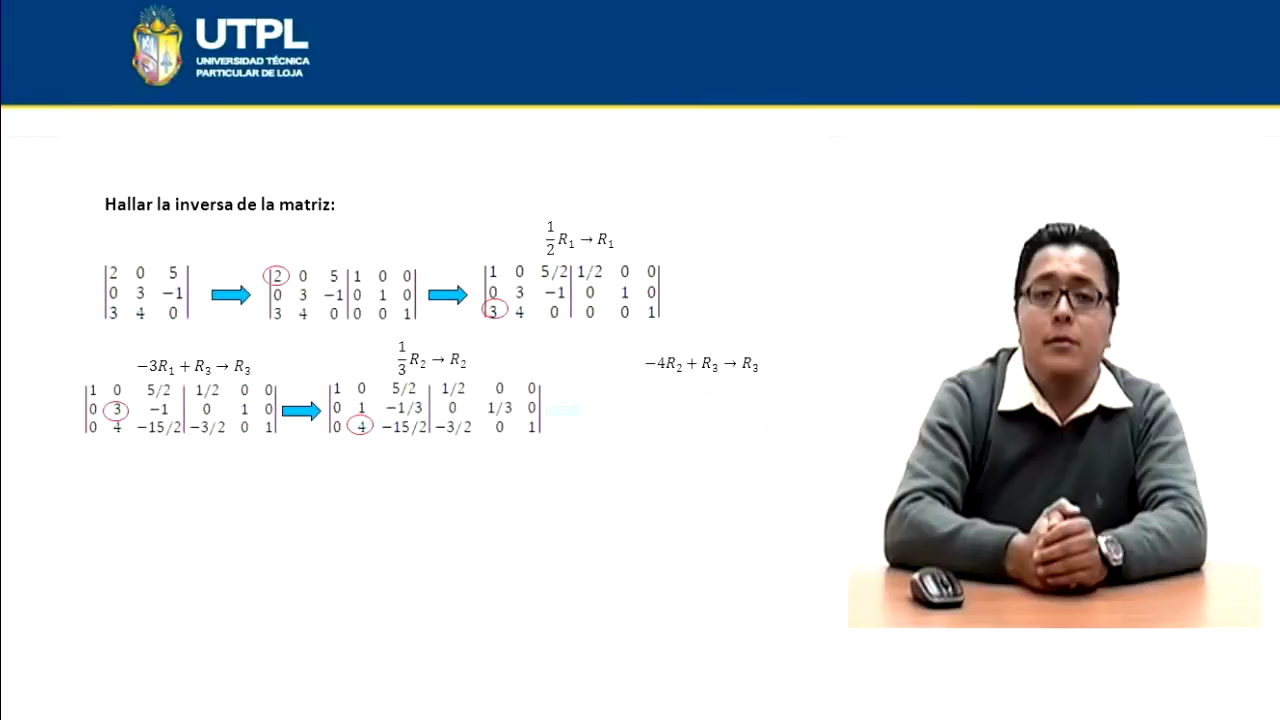 UTPL
UNIVERSIDAD TÉCNICA
PARTICULAR DE LOJA
Hallar la inversa de la matriz:
1/2 R₁ → R₁
|2 0 5|
|0 3 −1|
|3 4 0|
|2 0 5|1 0 0|
|0 3 −1|0 1 0|
|3 4 0|0 0 1|
|1 0 5/2|1/2 0 0|
|0 3 −1|0 1 0|
|3 4 0|0 0 1|
−3R₁ + R₃ → R₃
|1 0 5/2|1/2 0 0|
|0 3 −1|0 1 0|
|0 4 −15/2|−3/2 0 1|
1/3 R₂ → R₂
|1 0 5/2|1/2 0 0|
|0 1 −1/3|0 1/3 0|
|0 4 −15/2|−3/2 0 1|
−4R₂ + R₃ → R₃